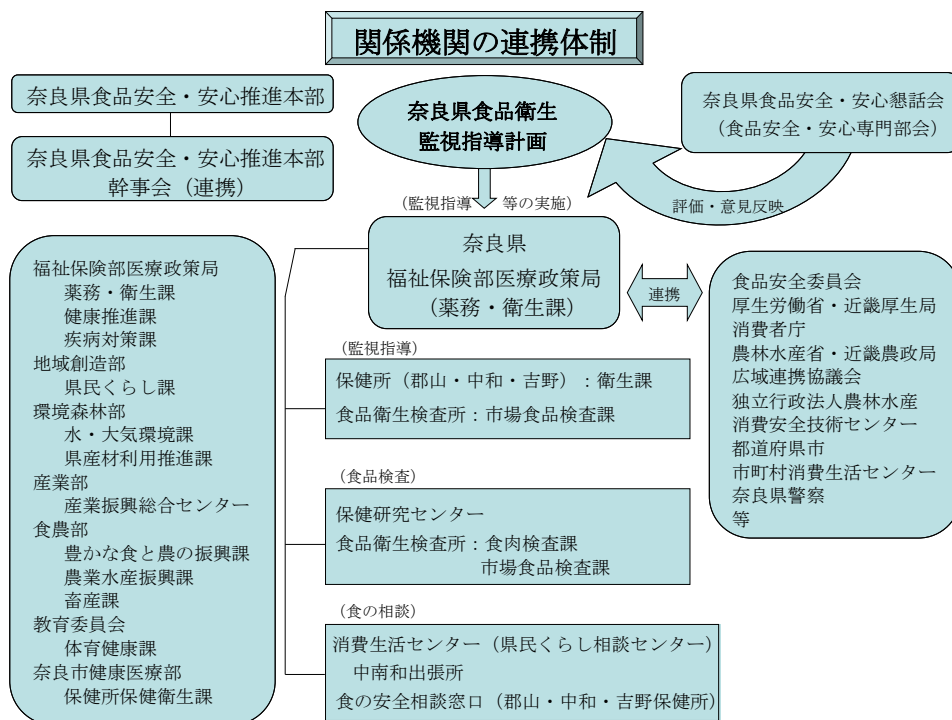 関係機関の連携体制
奈良県食品安全・安心推進本部
奈良県食品安全・安心推進本部
幹事会（連携）
奈良県食品衛生
監視指導計画
奈良県食品安全・安心懇話会
（食品安全・安心専門部会）
評価・意見反映
（監視指導　等の実施）
奈良県
福祉保険部医療政策局
（薬務・衛生課）
連携
福祉保険部医療政策局
薬務・衛生課
健康推進課
疾病対策課
地域創造部
県民くらし課
環境森林部
水・大気環境課
県産材利用推進課
産業部
産業振興総合センター
食農部
豊かな食と農の振興課
農業水産振興課
畜産課
教育委員会
体育健康課
奈良市健康医療部
保健所保健衛生課
（監視指導）
保健所（郡山・中和・吉野）：衛生課
食品衛生検査所：市場食品検査課
（食品検査）
保健研究センター
食品衛生検査所：食肉検査課
市場食品検査課
（食の相談）
消費生活センター（県民くらし相談センター）
中南和出張所
食の安全相談窓口（郡山・中和・吉野保健所）
食品安全委員会
厚生労働省・近畿厚生局
消費者庁
農林水産省・近畿農政局
広域連携協議会
独立行政法人農林水産
消費安全技術センター
都道府県市
市町村消費生活センター
奈良県警察
等